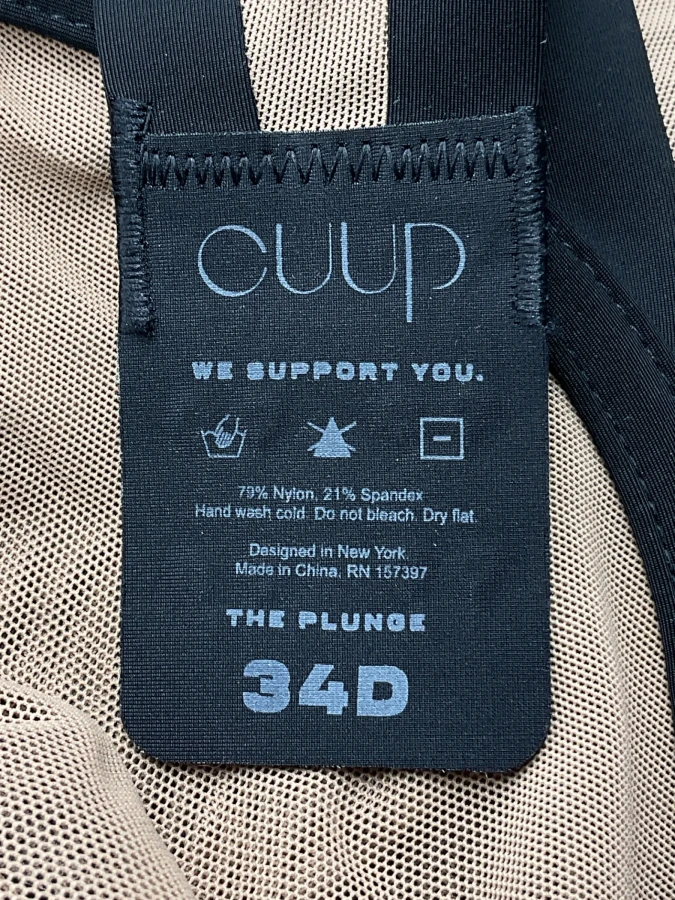 cuup
WE SUPPORT YOU.
79% Nylon, 21% Spandex
Hand wash cold. Do not bleach. Dry flat.
Designed in New York.
Made in China. RN 157397
THE PLUNGE
34D